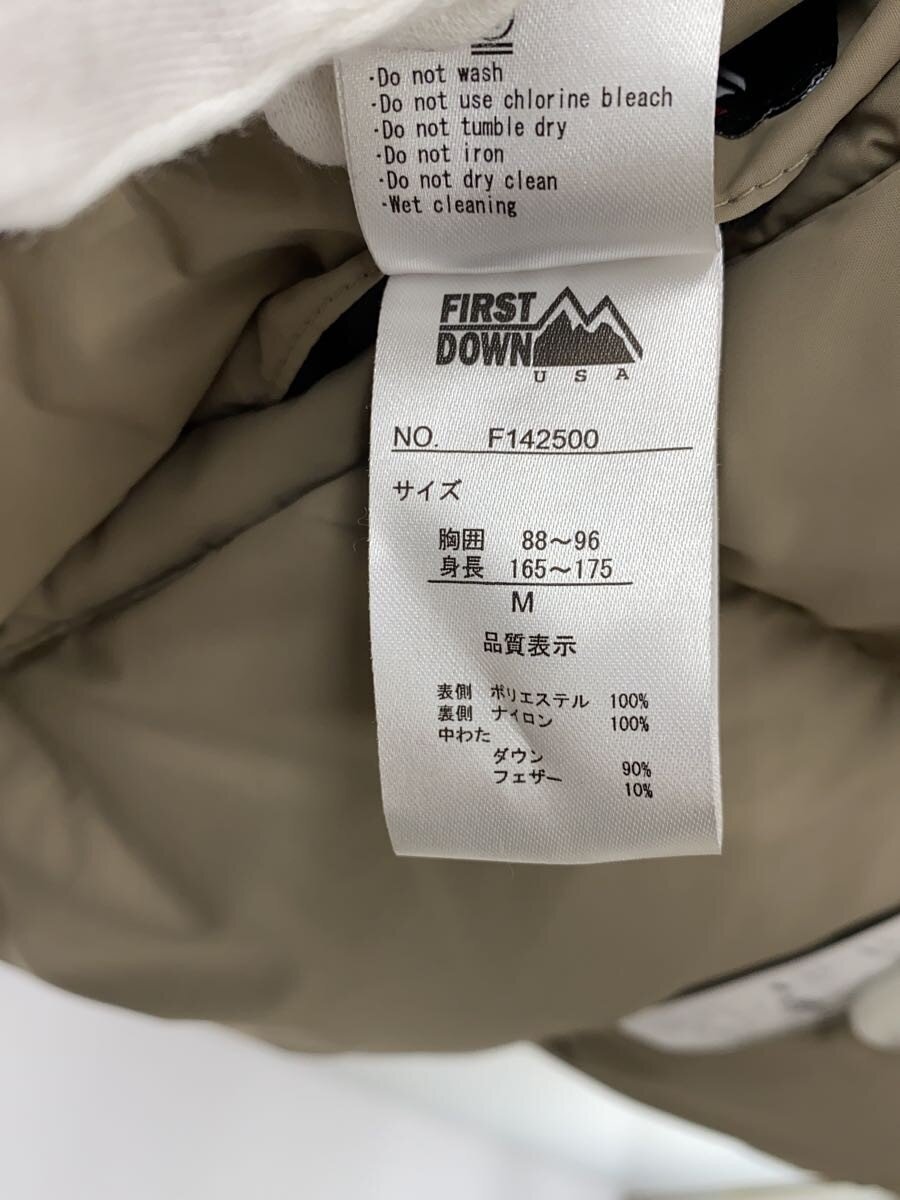 ·Do not wash
·Do not use chlorine bleach
·Do not tumble dry
·Do not iron
·Do not dry clean
·Wet cleaning
FIRST
DOWN
USA
NO. F142500
サイズ
胸囲 88～96
身長 165～175
M
品質表示
表側 ポリエステル 100%
裏側 ナイロン 100%
中わた
ダウン 90%
フェザー 10%